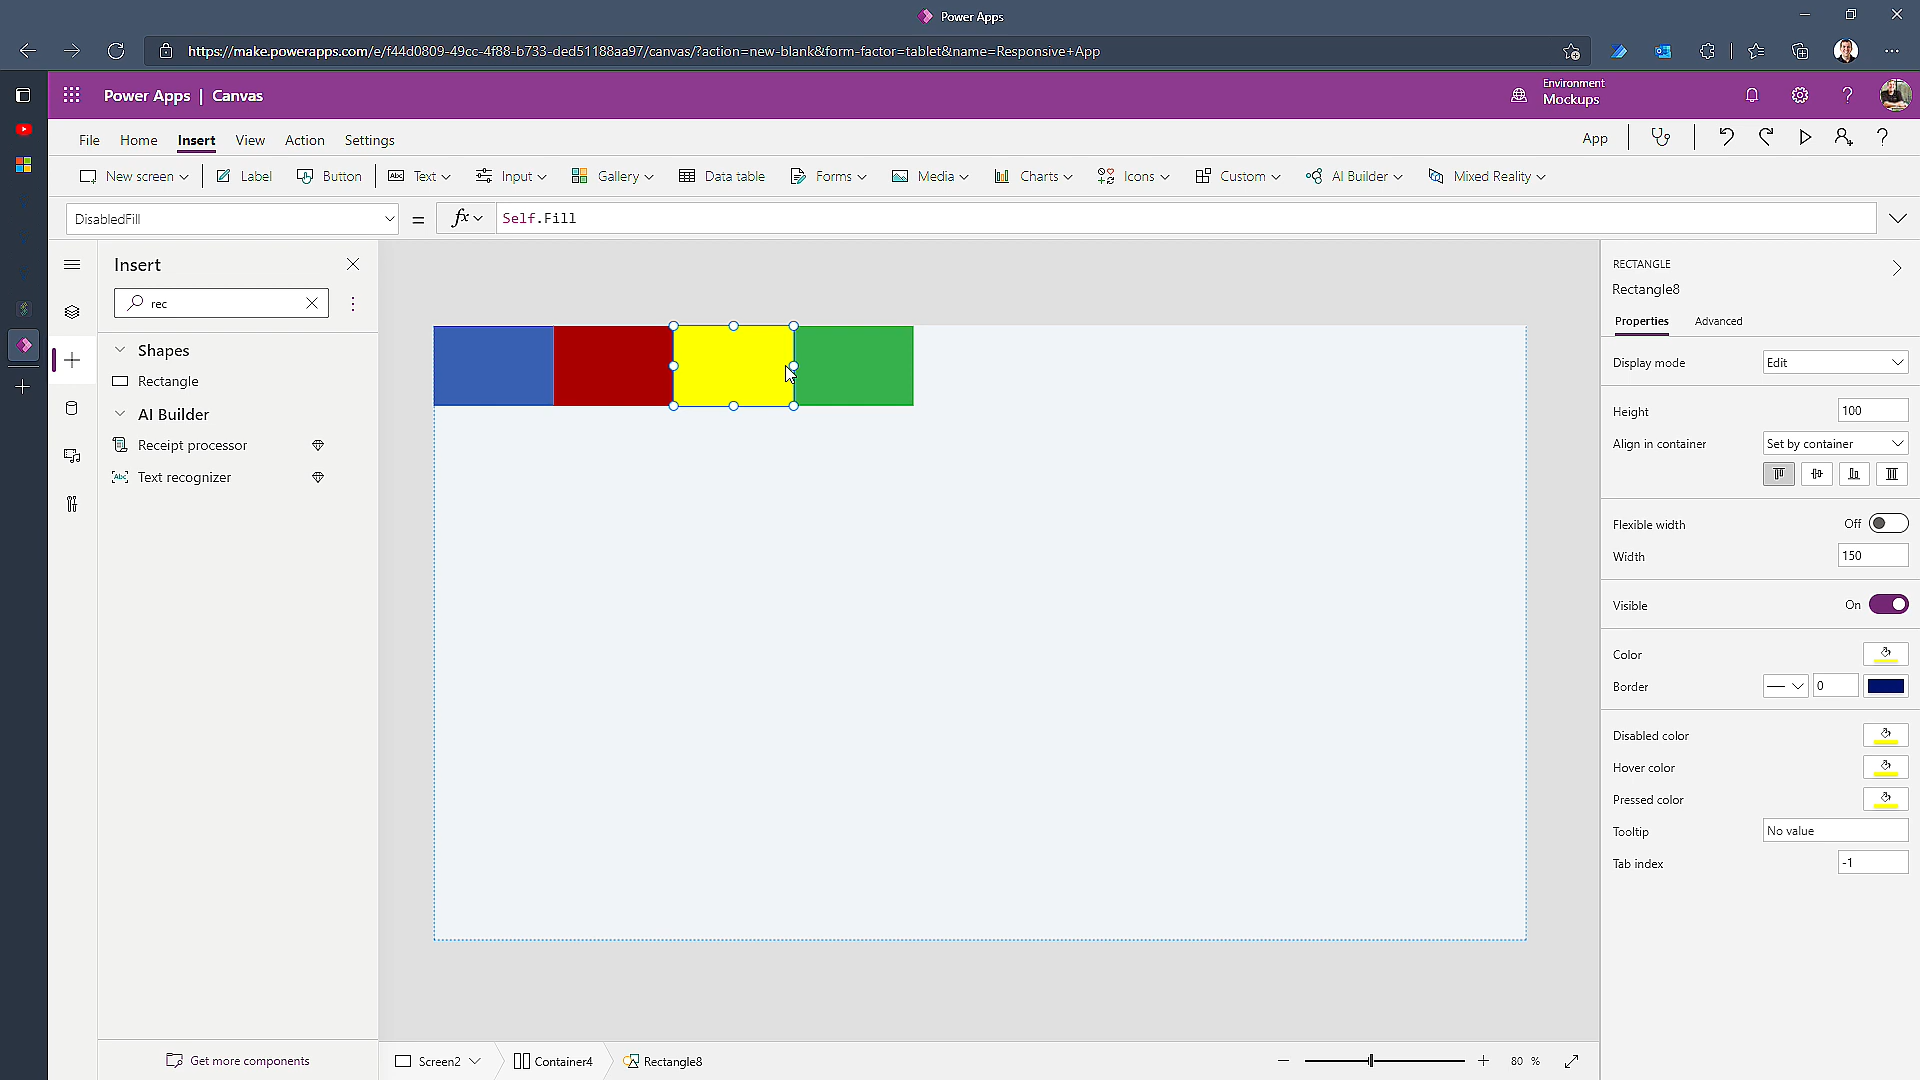 Power Apps
https://make.powerapps.com/e/f44d0809-49cc-4f88-b733-ded51188aa97/canvas/?action=new-blank&form-factor=tablet&name=Responsive+App
Power Apps | Canvas
Environment
Mockups
File Home Insert View Action Settings
App
New screen Label Button Text Input Gallery Data table Forms Media Charts Icons Custom AI Builder Mixed Reality
DisabledFill = fx Self.Fill
Insert
rec
Shapes
Rectangle
AI Builder
Receipt processor
Abc Text recognizer
Get more components
RECTANGLE
Rectangle8
Properties Advanced
Display mode Edit
Height 100
Align in container Set by container
Flexible width Off
Width 150
Visible On
Color
Border 0
Disabled color
Hover color
Pressed color
Tooltip No value
Tab index -1
Screen2 Container4 Rectangle8
80 %